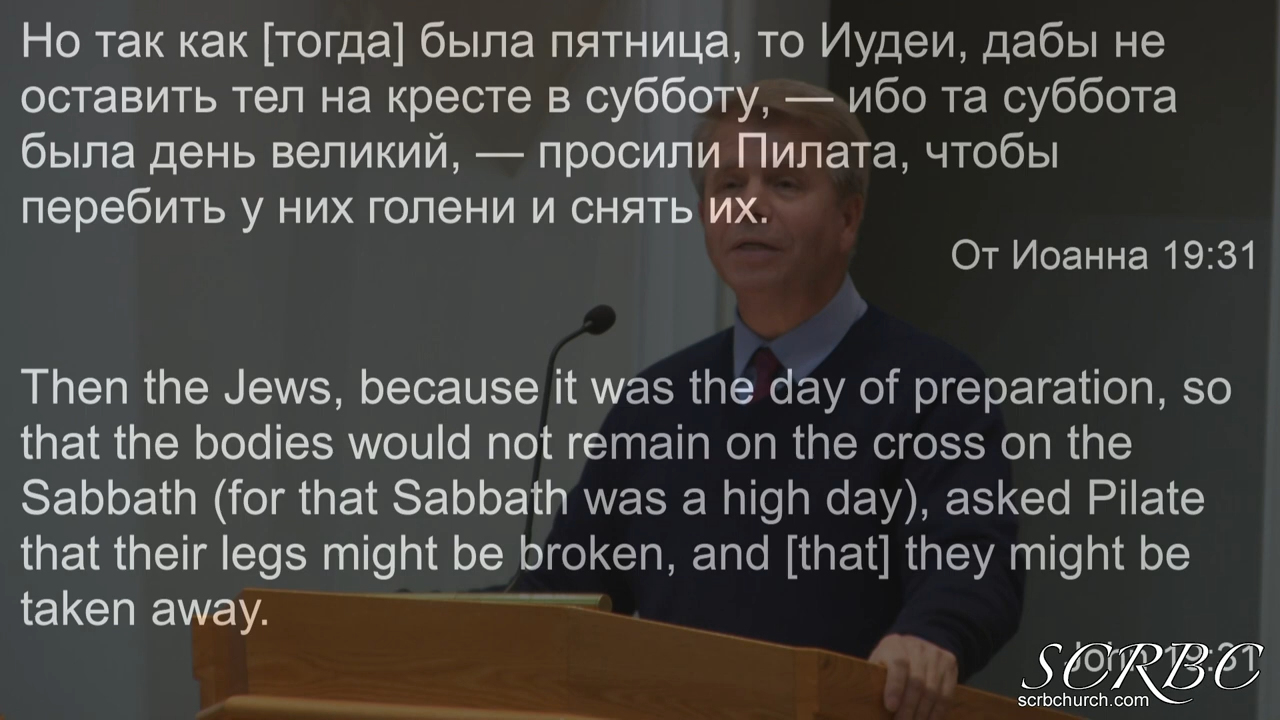 Но так как [тогда] была пятница, то Иудеи, дабы не
оставить тел на кресте в субботу, — ибо та суббота
была день великий, — просили Пилата, чтобы
перебить у них голени и снять их.
От Иоанна 19:31
Then the Jews, because it was the day of preparation, so
that the bodies would not remain on the cross on the
Sabbath (for that Sabbath was a high day), asked Pilate
that their legs might be broken, and [that] they might be
taken away.
John 19:31
SCRBC
scrbchurch.com